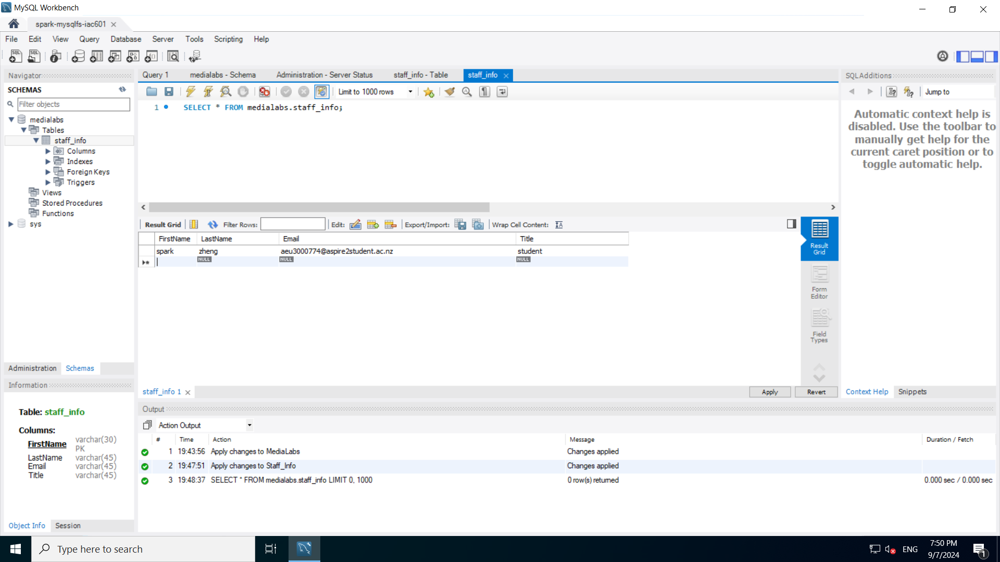 MySQL Workbench
spark-mysqlfs-iac601
File Edit View Query Database Server Tools Scripting Help
Navigator
SCHEMAS
Filter objects
medialabs
Tables
staff_info
Columns
Indexes
Foreign Keys
Triggers
Views
Stored Procedures
Functions
sys
Administration Schemas
Information
Table: staff_info
Columns:
FirstName varchar(30) PK
LastName varchar(45)
Email varchar(45)
Title varchar(45)
Object Info Session
Query 1 medialabs - Schema Administration - Server Status staff_info - Table staff_info
Limit to 1000 rows
1 SELECT * FROM medialabs.staff_info;
Result Grid Filter Rows: Edit: Export/Import: Wrap Cell Content:
FirstName LastName Email Title
spark zheng aeu3000774@aspire2student.ac.nz student
NULL NULL NULL
Result Grid
Form Editor
Field Types
staff_info 1 Apply Revert
SQLAdditions
Jump to
Automatic context help is
disabled. Use the toolbar to
manually get help for the
current caret position or to
toggle automatic help.
Context Help Snippets
Output
Action Output
# Time Action Message Duration / Fetch
1 19:43:56 Apply changes to MediaLabs Changes applied
2 19:47:51 Apply changes to Staff_Info Changes applied
3 19:48:37 SELECT * FROM medialabs.staff_info LIMIT 0, 1000 0 row(s) returned 0.000 sec / 0.000 sec
Type here to search
ENG
7:50 PM
9/7/2024
1